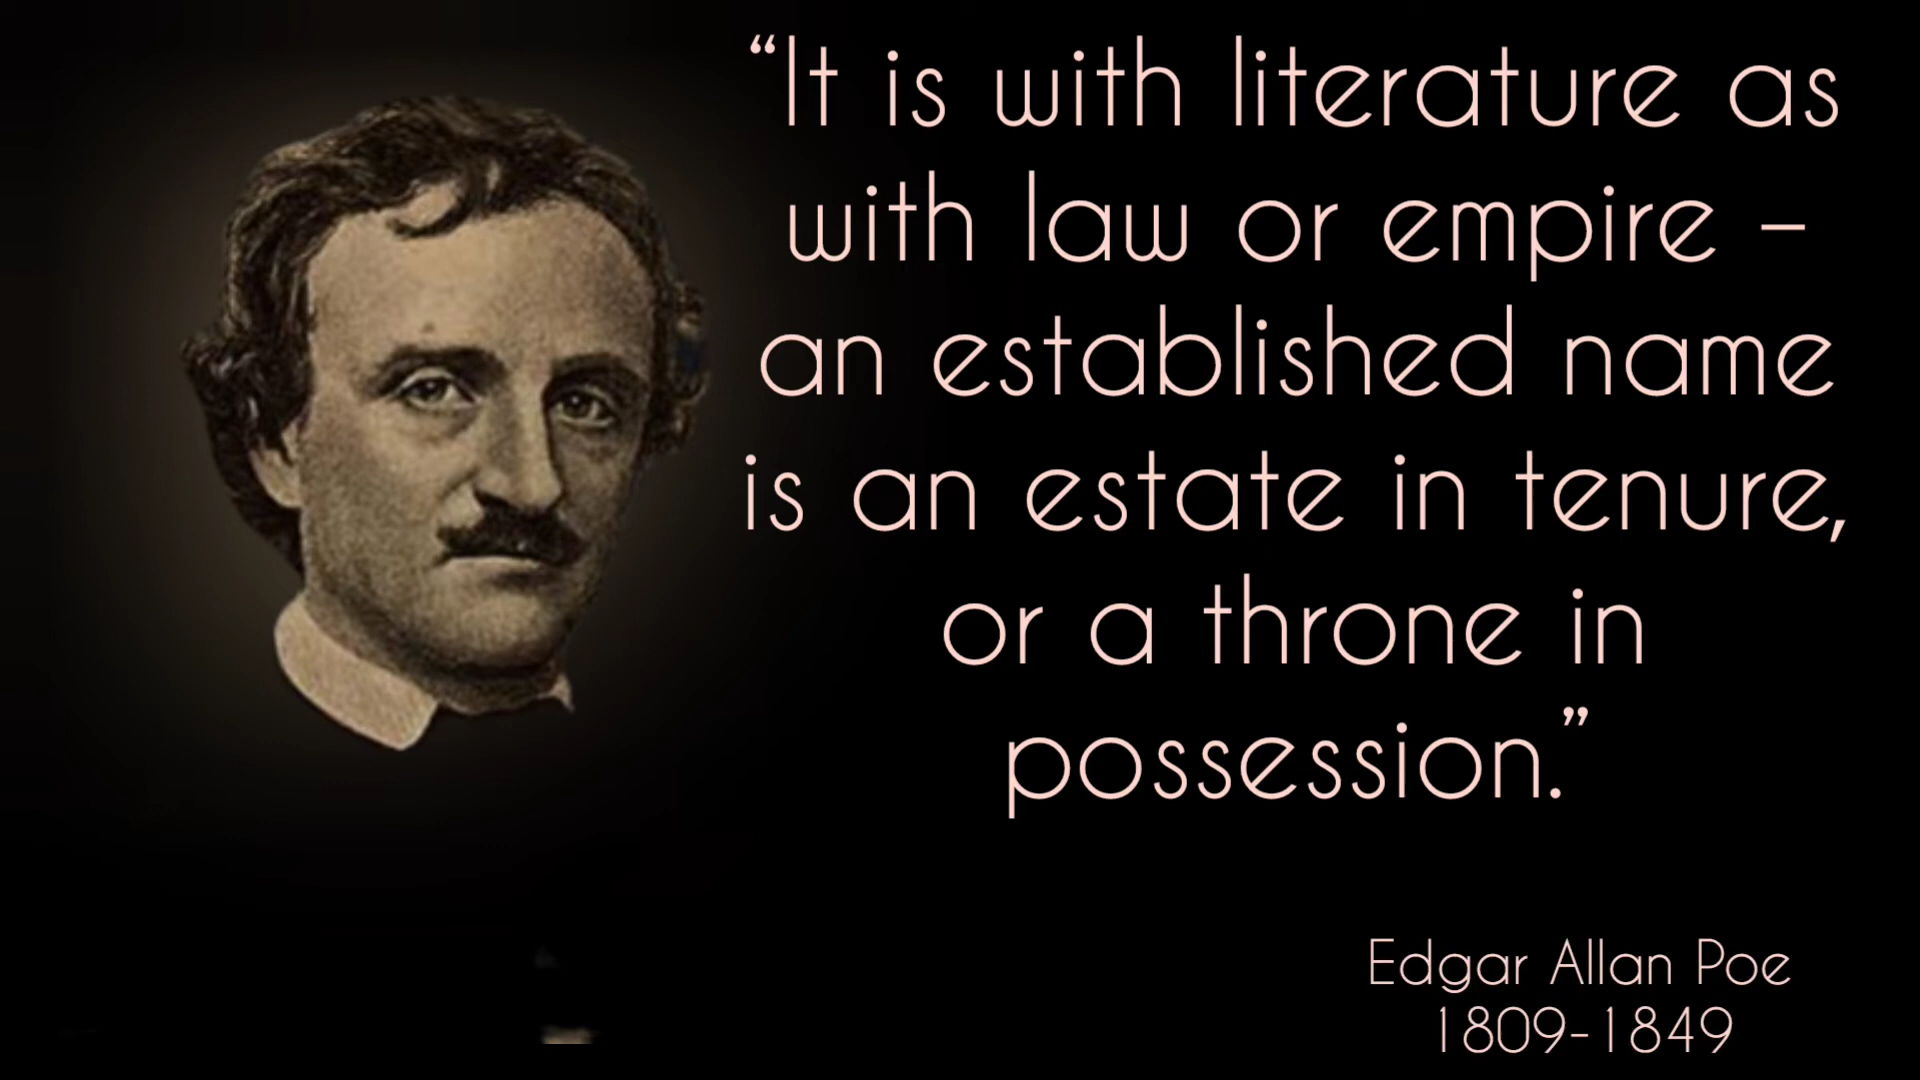 “It is with literature as
with law or empire –
an established name
is an estate in tenure,
or a throne in
possession.”
Edgar Allan Poe
1809-1849